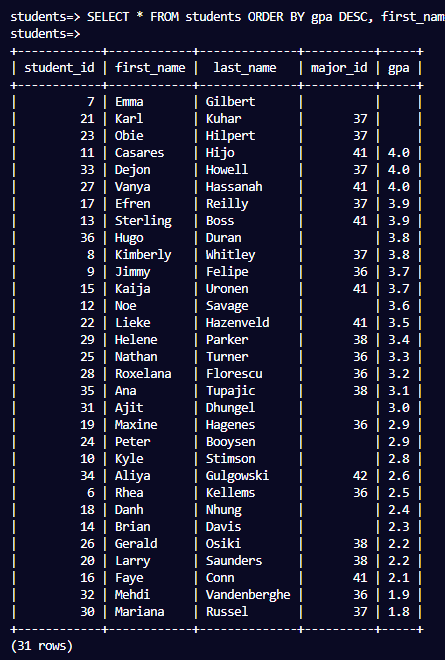 students=> SELECT * FROM students ORDER BY gpa DESC, first_nam
students=>
+------------+------------+--------------+----------+-----+
| student_id | first_name |  last_name   | major_id | gpa |
+------------+------------+--------------+----------+-----+
|          7 | Emma       | Gilbert      |          |     |
|         21 | Karl       | Kuhar        |       37 |     |
|         23 | Obie       | Hilpert      |       37 |     |
|         11 | Casares    | Hijo         |       41 | 4.0 |
|         33 | Dejon      | Howell       |       37 | 4.0 |
|         27 | Vanya      | Hassanah     |       41 | 4.0 |
|         17 | Efren      | Reilly       |       37 | 3.9 |
|         13 | Sterling   | Boss         |       41 | 3.9 |
|         36 | Hugo       | Duran        |          | 3.8 |
|          8 | Kimberly   | Whitley      |       37 | 3.8 |
|          9 | Jimmy      | Felipe       |       36 | 3.7 |
|         15 | Kaija      | Uronen       |       41 | 3.7 |
|         12 | Noe        | Savage       |          | 3.6 |
|         22 | Lieke      | Hazenveld    |       41 | 3.5 |
|         29 | Helene     | Parker       |       38 | 3.4 |
|         25 | Nathan     | Turner       |       36 | 3.3 |
|         28 | Roxelana   | Florescu     |       36 | 3.2 |
|         35 | Ana        | Tupajic      |       38 | 3.1 |
|         31 | Ajit       | Dhungel      |          | 3.0 |
|         19 | Maxine     | Hagenes      |       36 | 2.9 |
|         24 | Peter      | Booysen      |          | 2.9 |
|         10 | Kyle       | Stimson      |          | 2.8 |
|         34 | Aliya      | Gulgowski    |       42 | 2.6 |
|          6 | Rhea       | Kellems      |       36 | 2.5 |
|         18 | Danh       | Nhung        |          | 2.4 |
|         14 | Brian      | Davis        |          | 2.3 |
|         26 | Gerald     | Osiki        |       38 | 2.2 |
|         20 | Larry      | Saunders     |       38 | 2.2 |
|         16 | Faye       | Conn         |       41 | 2.1 |
|         32 | Mehdi      | Vandenberghe |       36 | 1.9 |
|         30 | Mariana    | Russel       |       37 | 1.8 |
+------------+------------+--------------+----------+-----+
(31 rows)